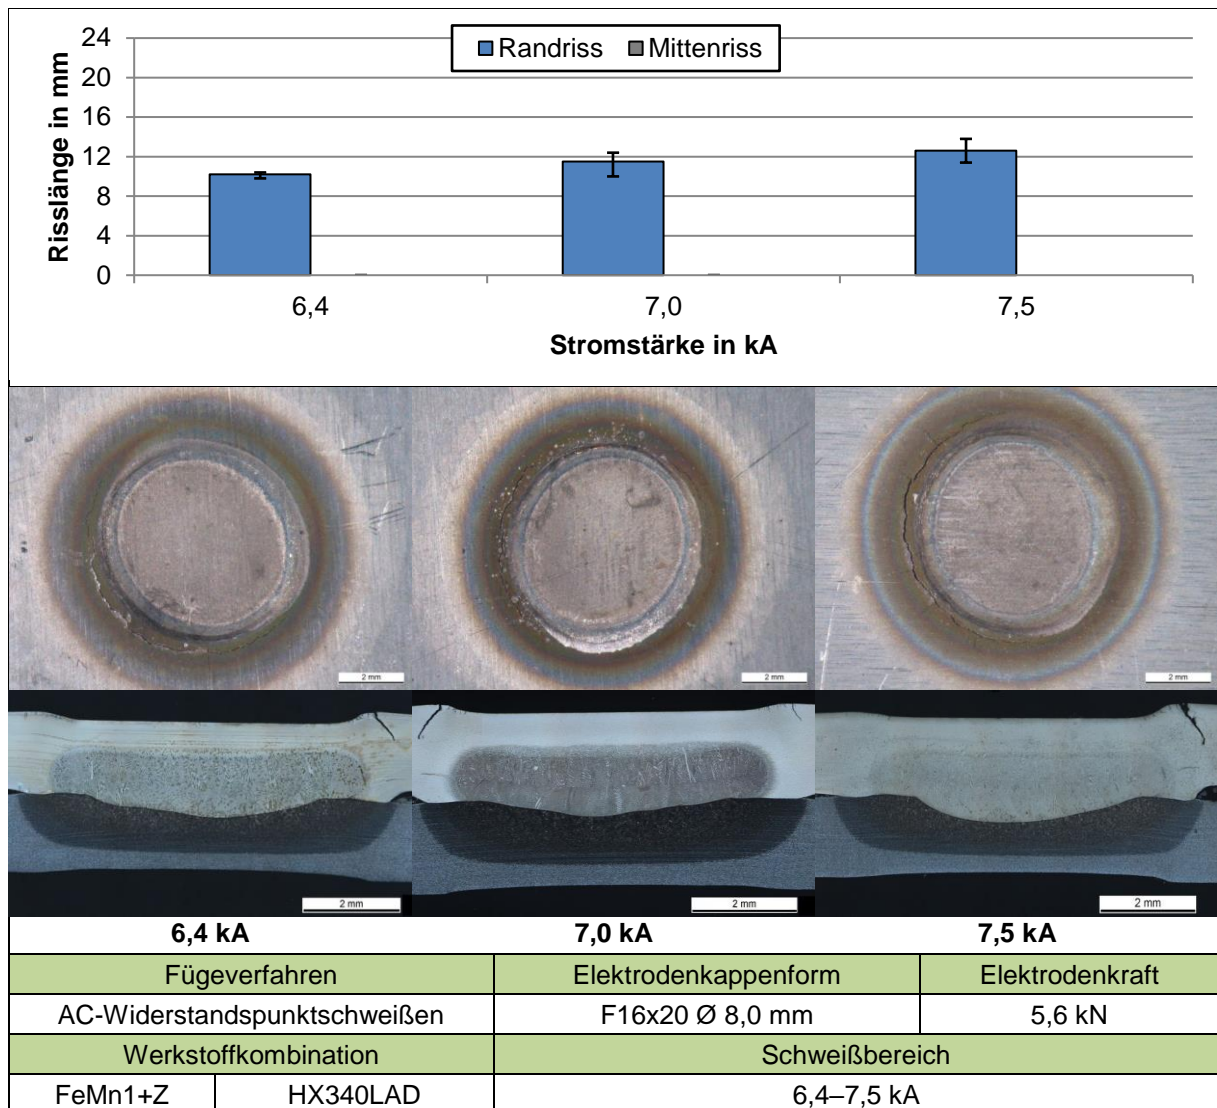 24
20
16
12
8
4
0
Risslänge in mm
Randriss Mittenriss
6,4 7,0 7,5
Stromstärke in kA
2 mm 2 mm 2 mm
2 mm 2 mm 2 mm
6,4 kA 7,0 kA 7,5 kA
Fügeverfahren Elektrodenkappenform Elektrodenkraft
AC-Widerstandspunktschweißen F16x20 Ø 8,0 mm 5,6 kN
Werkstoffkombination Schweißbereich
FeMn1+Z HX340LAD 6,4–7,5 kA